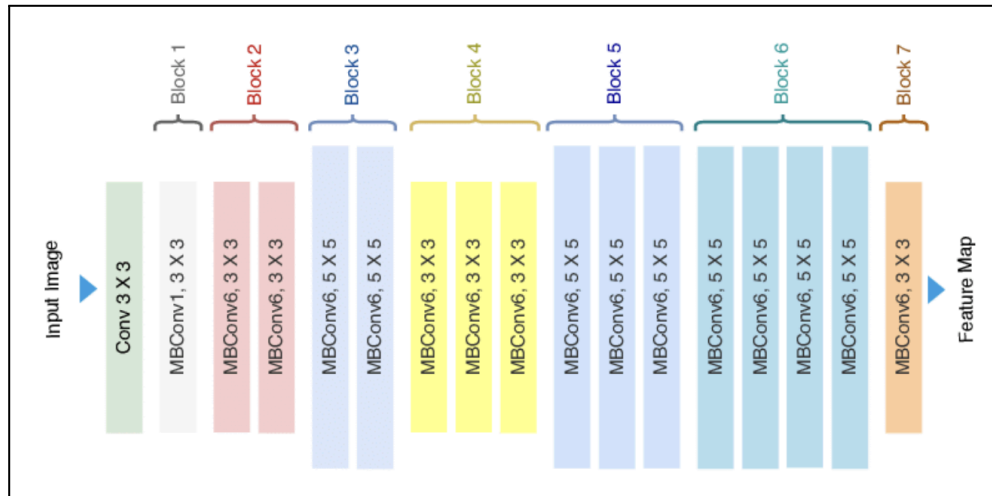 Input Image
Conv 3 X 3
Block 1
MBConv1, 3 X 3
Block 2
MBConv6, 3 X 3
MBConv6, 3 X 3
Block 3
MBConv6, 5 X 5
MBConv6, 5 X 5
Block 4
MBConv6, 3 X 3
MBConv6, 3 X 3
MBConv6, 3 X 3
Block 5
MBConv6, 5 X 5
MBConv6, 5 X 5
MBConv6, 5 X 5
Block 6
MBConv6, 5 X 5
MBConv6, 5 X 5
MBConv6, 5 X 5
MBConv6, 5 X 5
Block 7
MBConv6, 3 X 3
Feature Map